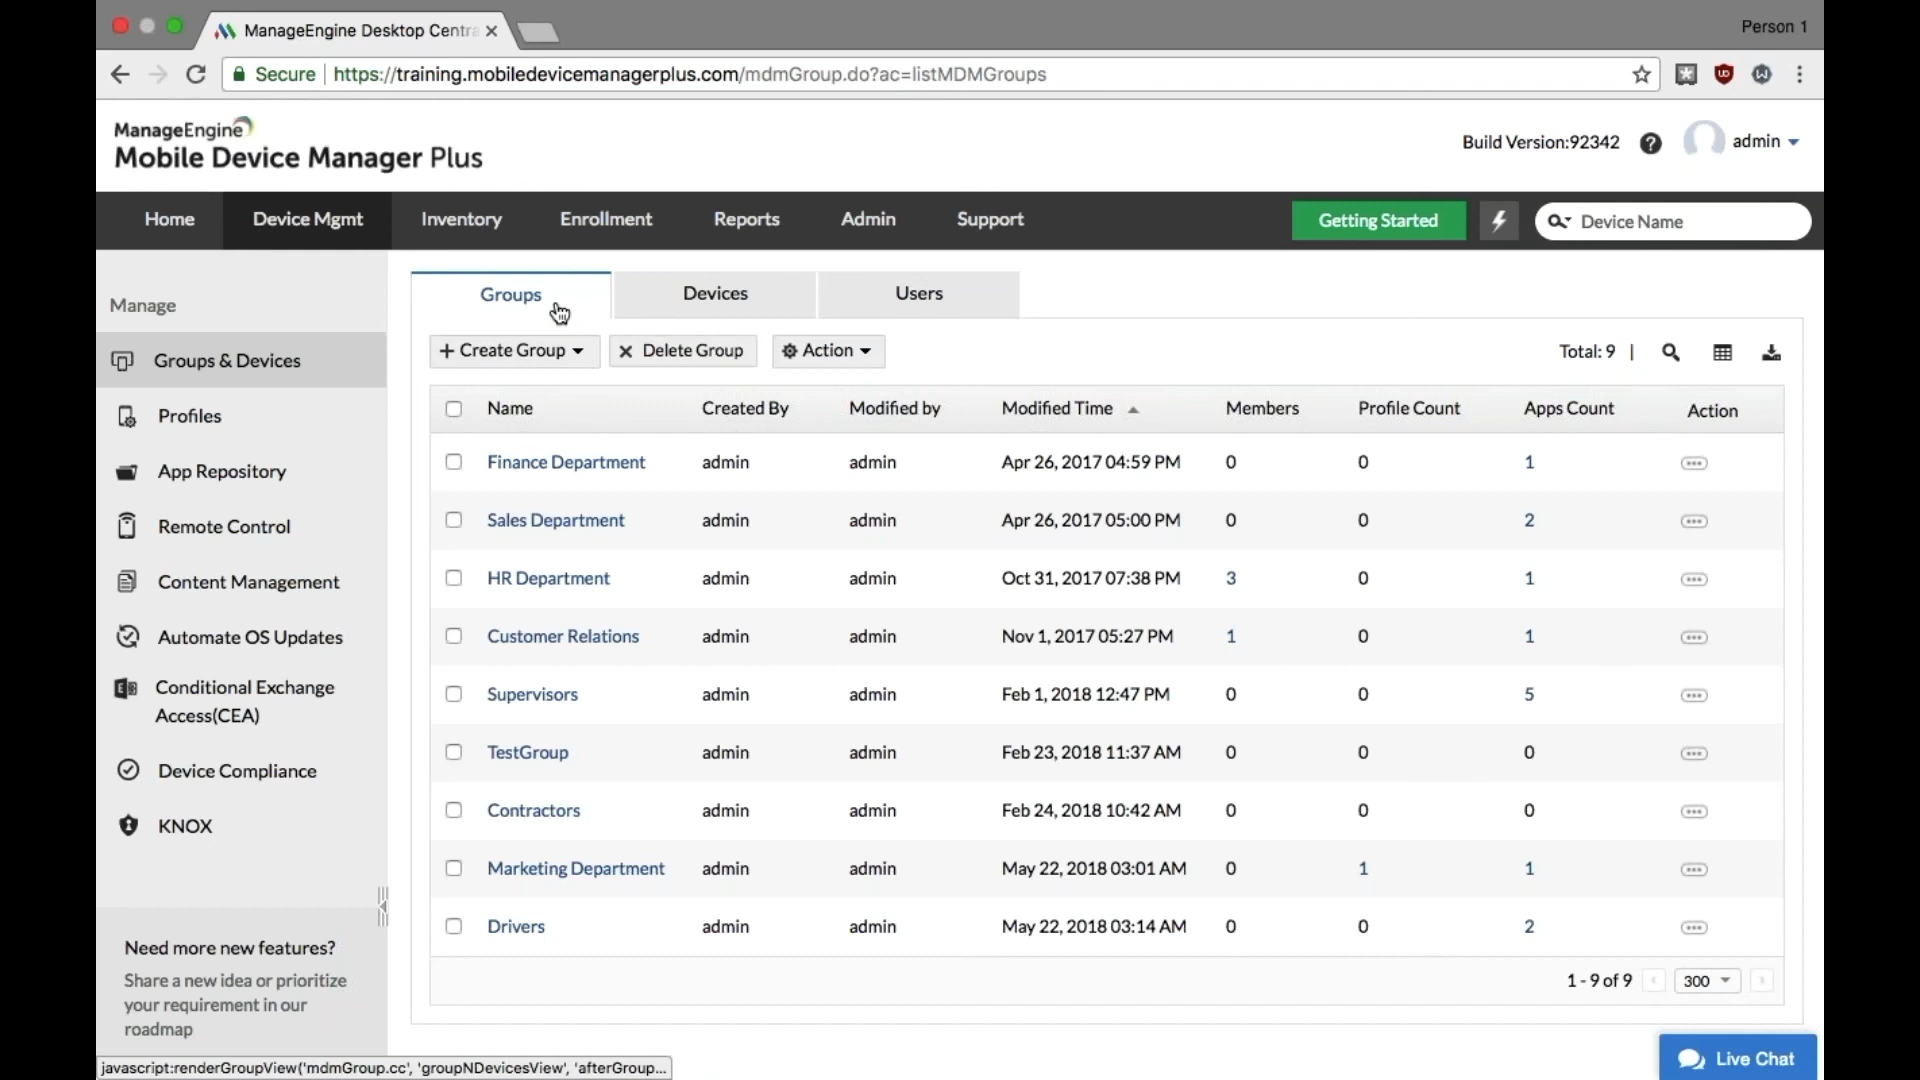 ManageEngine Desktop Centra
Person 1
Secure https://training.mobiledevicemanagerplus.com/mdmGroup.do?ac=listMDMGroups
ManageEngine
Mobile Device Manager Plus
Build Version:92342 ? admin
Home Device Mgmt Inventory Enrollment Reports Admin Support Getting Started Device Name
Manage
Groups & Devices
Profiles
App Repository
Remote Control
Content Management
Automate OS Updates
Conditional Exchange
Access(CEA)
Device Compliance
KNOX
Need more new features?
Share a new idea or prioritize
your requirement in our
roadmap
Groups Devices Users
+ Create Group Delete Group Action Total: 9 |
Name Created By Modified by Modified Time Members Profile Count Apps Count Action
Finance Department admin admin Apr 26, 2017 04:59 PM 0 0 1
Sales Department admin admin Apr 26, 2017 05:00 PM 0 0 2
HR Department admin admin Oct 31, 2017 07:38 PM 3 0 1
Customer Relations admin admin Nov 1, 2017 05:27 PM 1 0 1
Supervisors admin admin Feb 1, 2018 12:47 PM 0 0 5
TestGroup admin admin Feb 23, 2018 11:37 AM 0 0 0
Contractors admin admin Feb 24, 2018 10:42 AM 0 0 0
Marketing Department admin admin May 22, 2018 03:01 AM 0 1 1
Drivers admin admin May 22, 2018 03:14 AM 0 0 2
1 - 9 of 9 300
javascript:renderGroupView('mdmGroup.cc', 'groupNDevicesView', 'afterGroup...
Live Chat